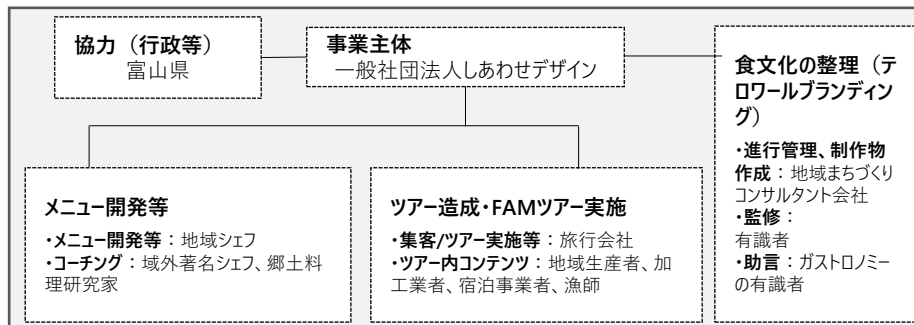 協力（行政等）
富山県
事業主体
一般社団法人しあわせデザイン
食文化の整理（テ
ロワールブランディン
グ）
・進行管理、制作物
作成：地域まちづくり
コンサルタント会社
・監修：
有識者
・助言：ガストロノミー
の有識者
メニュー開発等
・メニュー開発等：地域シェフ
・コーチング：域外著名シェフ、郷土料
理研究家
ツアー造成・FAMツアー実施
・集客/ツアー実施等：旅行会社
・ツアー内コンテンツ：地域生産者、加
工業者、宿泊事業者、漁師